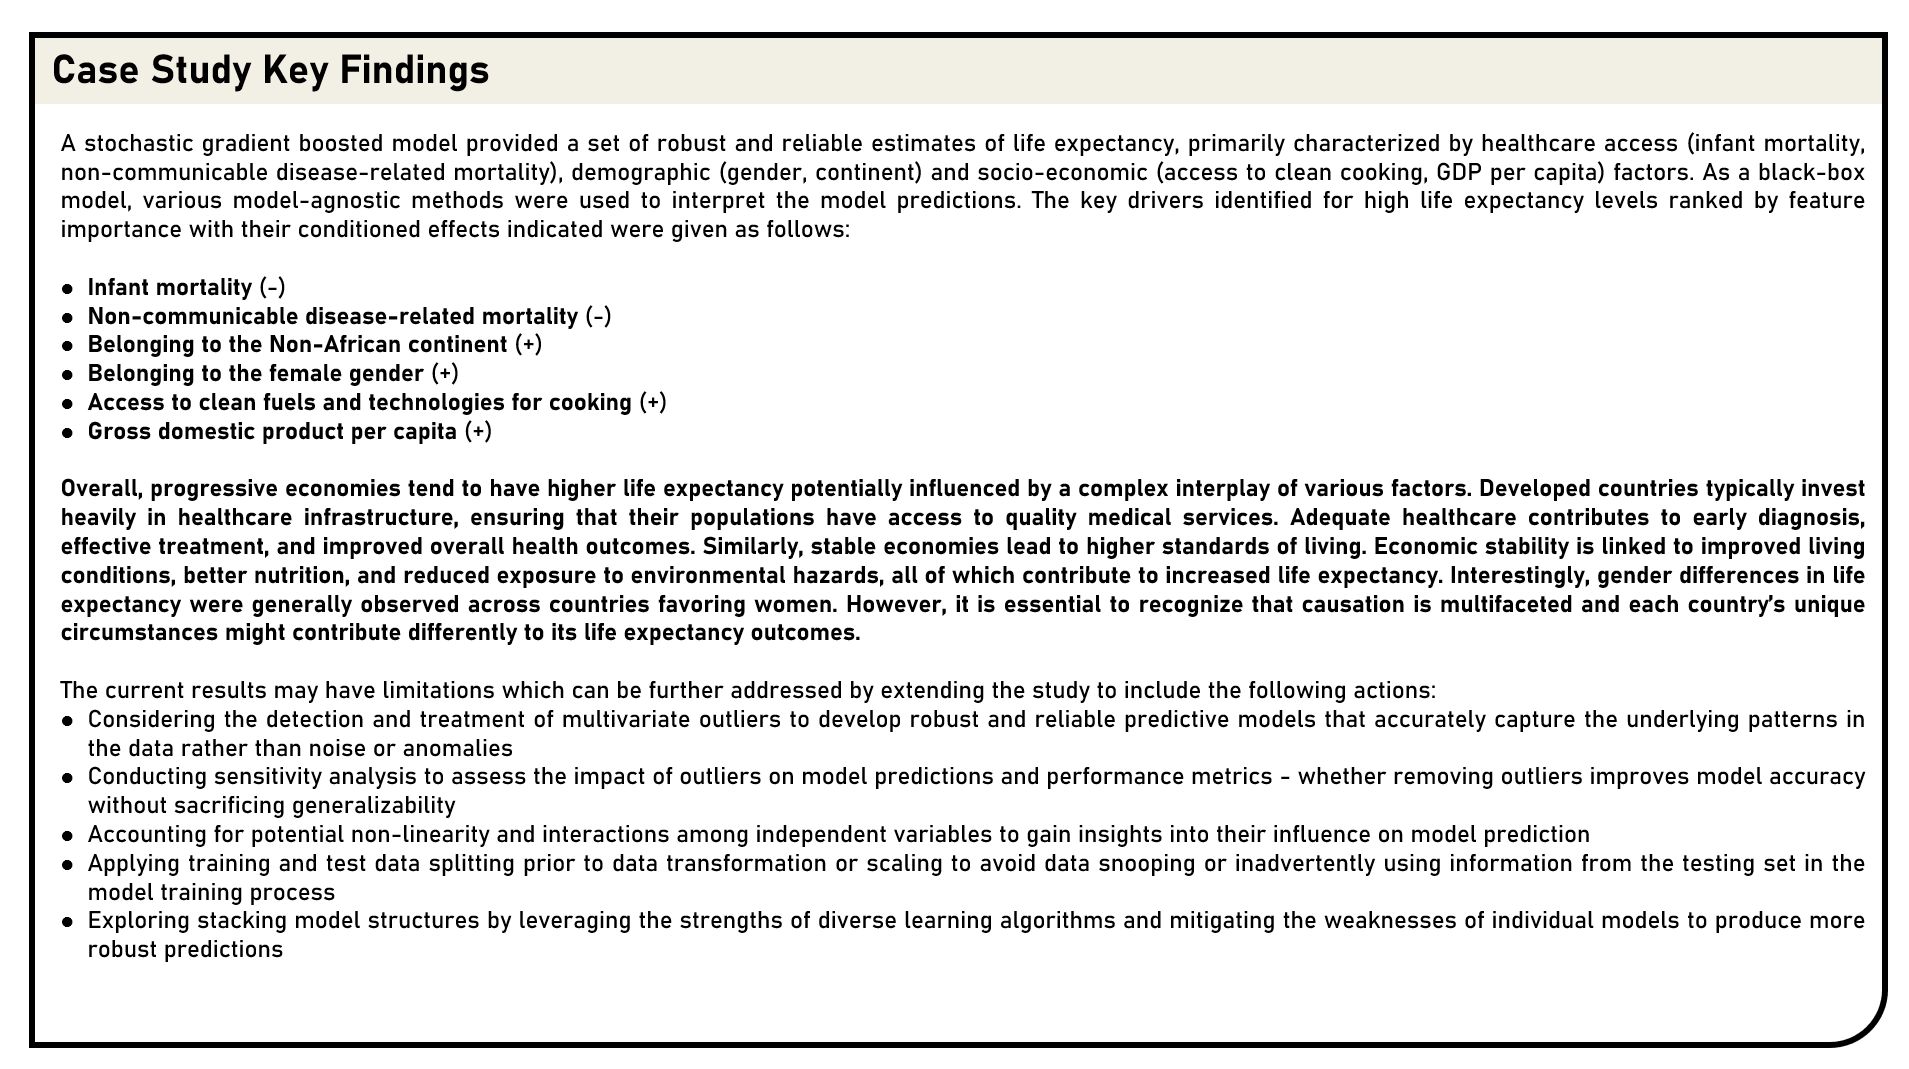 Case Study Key Findings
A stochastic gradient boosted model provided a set of robust and reliable estimates of life expectancy, primarily characterized by healthcare access (infant mortality,
non-communicable disease-related mortality), demographic (gender, continent) and socio-economic (access to clean cooking, GDP per capita) factors. As a black-box
model, various model-agnostic methods were used to interpret the model predictions. The key drivers identified for high life expectancy levels ranked by feature
importance with their conditioned effects indicated were given as follows:
● Infant mortality (-)
● Non-communicable disease-related mortality (-)
● Belonging to the Non-African continent (+)
● Belonging to the female gender (+)
● Access to clean fuels and technologies for cooking (+)
● Gross domestic product per capita (+)
Overall, progressive economies tend to have higher life expectancy potentially influenced by a complex interplay of various factors. Developed countries typically invest
heavily in healthcare infrastructure, ensuring that their populations have access to quality medical services. Adequate healthcare contributes to early diagnosis,
effective treatment, and improved overall health outcomes. Similarly, stable economies lead to higher standards of living. Economic stability is linked to improved living
conditions, better nutrition, and reduced exposure to environmental hazards, all of which contribute to increased life expectancy. Interestingly, gender differences in life
expectancy were generally observed across countries favoring women. However, it is essential to recognize that causation is multifaceted and each country's unique
circumstances might contribute differently to its life expectancy outcomes.
The current results may have limitations which can be further addressed by extending the study to include the following actions:
● Considering the detection and treatment of multivariate outliers to develop robust and reliable predictive models that accurately capture the underlying patterns in
the data rather than noise or anomalies
● Conducting sensitivity analysis to assess the impact of outliers on model predictions and performance metrics - whether removing outliers improves model accuracy
without sacrificing generalizability
● Accounting for potential non-linearity and interactions among independent variables to gain insights into their influence on model prediction
● Applying training and test data splitting prior to data transformation or scaling to avoid data snooping or inadvertently using information from the testing set in the
model training process
● Exploring stacking model structures by leveraging the strengths of diverse learning algorithms and mitigating the weaknesses of individual models to produce more
robust predictions